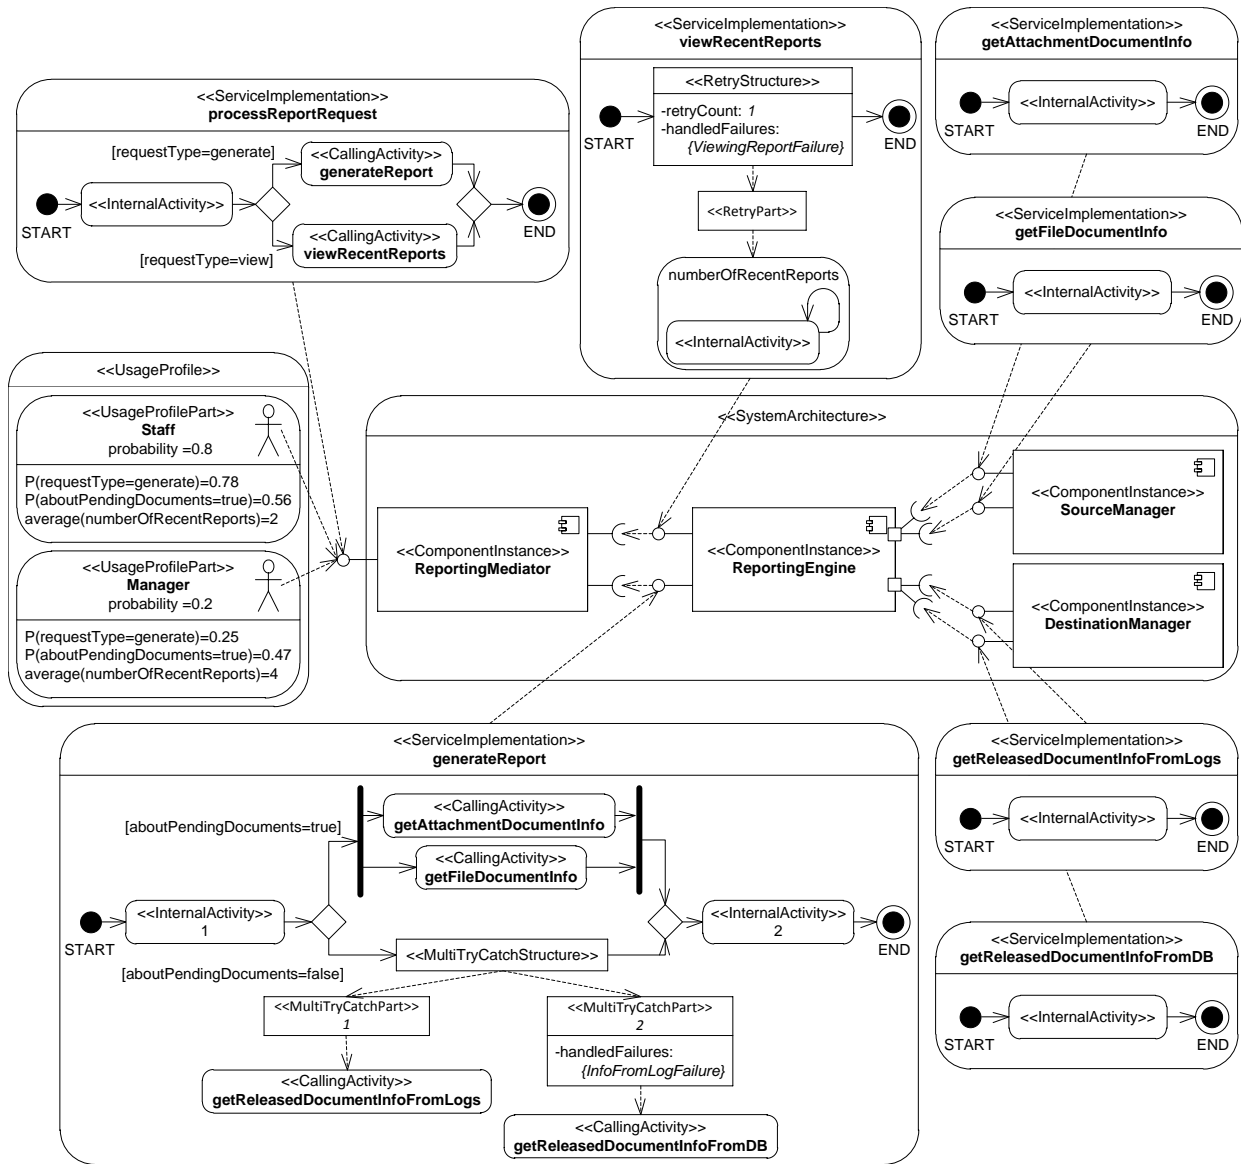 <<ServiceImplementation>>
processReportRequest
[requestType=generate]
<<CallingActivity>>
generateReport
<<InternalActivity>>
START
END
<<CallingActivity>>
viewRecentReports
[requestType=view]
<<ServiceImplementation>>
viewRecentReports
<<RetryStructure>>
-retryCount: 1
-handledFailures:
{ViewingReportFailure}
START
END
<<RetryPart>>
numberOfRecentReports
<<InternalActivity>>
<<ServiceImplementation>>
getAttachmentDocumentInfo
<<InternalActivity>>
START
END
<<ServiceImplementation>>
getFileDocumentInfo
<<InternalActivity>>
START
END
<<UsageProfile>>
<<UsageProfilePart>>
Staff
probability =0.8
P(requestType=generate)=0.78
P(aboutPendingDocuments=true)=0.56
average(numberOfRecentReports)=2
<<UsageProfilePart>>
Manager
probability =0.2
P(requestType=generate)=0.25
P(aboutPendingDocuments=true)=0.47
average(numberOfRecentReports)=4
<<SystemArchitecture>>
<<ComponentInstance>>
ReportingMediator
<<ComponentInstance>>
ReportingEngine
<<ComponentInstance>>
SourceManager
<<ComponentInstance>>
DestinationManager
<<ServiceImplementation>>
generateReport
<<CallingActivity>>
getAttachmentDocumentInfo
[aboutPendingDocuments=true]
<<CallingActivity>>
getFileDocumentInfo
<<InternalActivity>>
1
START
<<InternalActivity>>
2
END
<<MultiTryCatchStructure>>
[aboutPendingDocuments=false]
<<MultiTryCatchPart>>
1
<<MultiTryCatchPart>>
2
-handledFailures:
{InfoFromLogFailure}
<<CallingActivity>>
getReleasedDocumentInfoFromLogs
<<CallingActivity>>
getReleasedDocumentInfoFromDB
<<ServiceImplementation>>
getReleasedDocumentInfoFromLogs
<<InternalActivity>>
START
END
<<ServiceImplementation>>
getReleasedDocumentInfoFromDB
<<InternalActivity>>
START
END